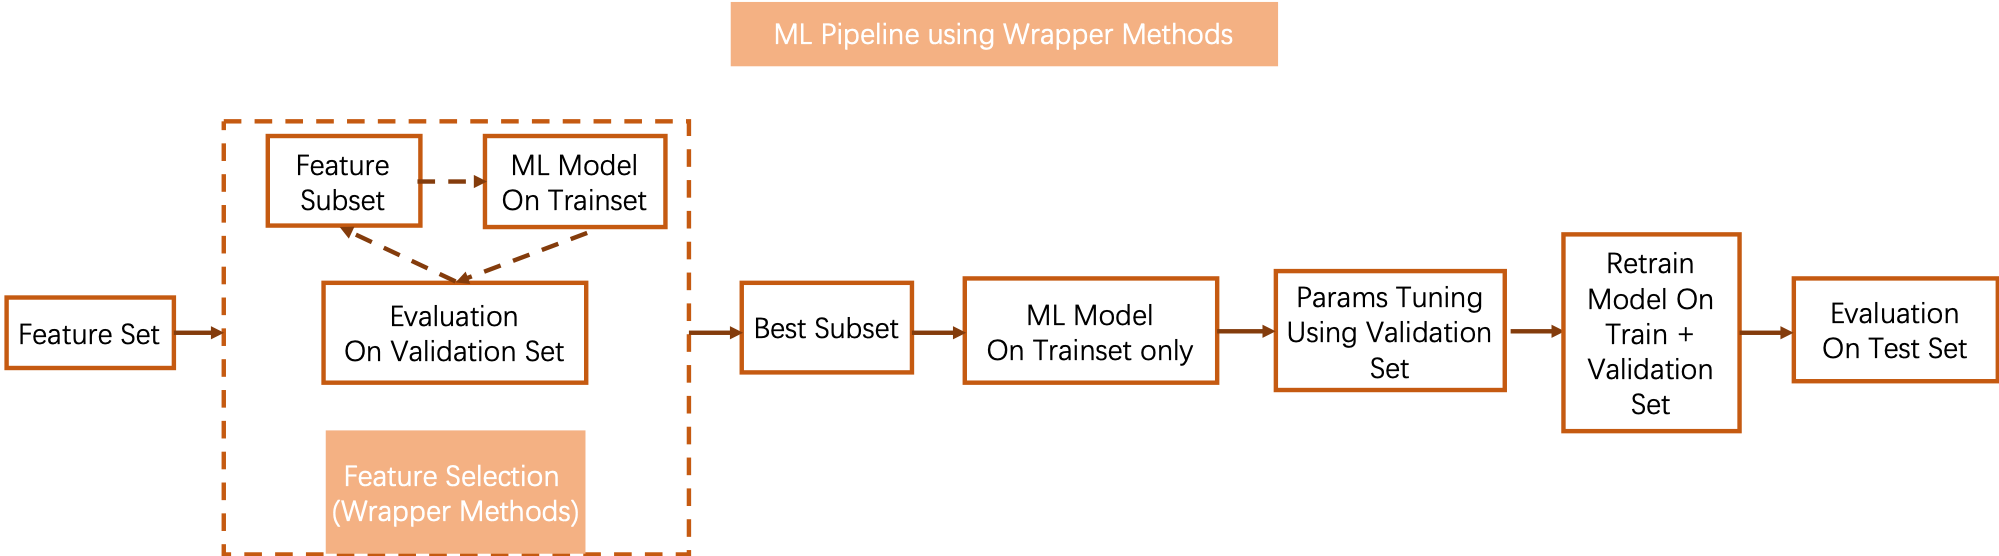 ML Pipeline using Wrapper Methods
Feature Set
Feature
Subset
ML Model
On Trainset
Evaluation
On Validation Set
Feature Selection
(Wrapper Methods)
Best Subset
ML Model
On Trainset only
Params Tuning
Using Validation
Set
Retrain
Model On
Train +
Validation
Set
Evaluation
On Test Set